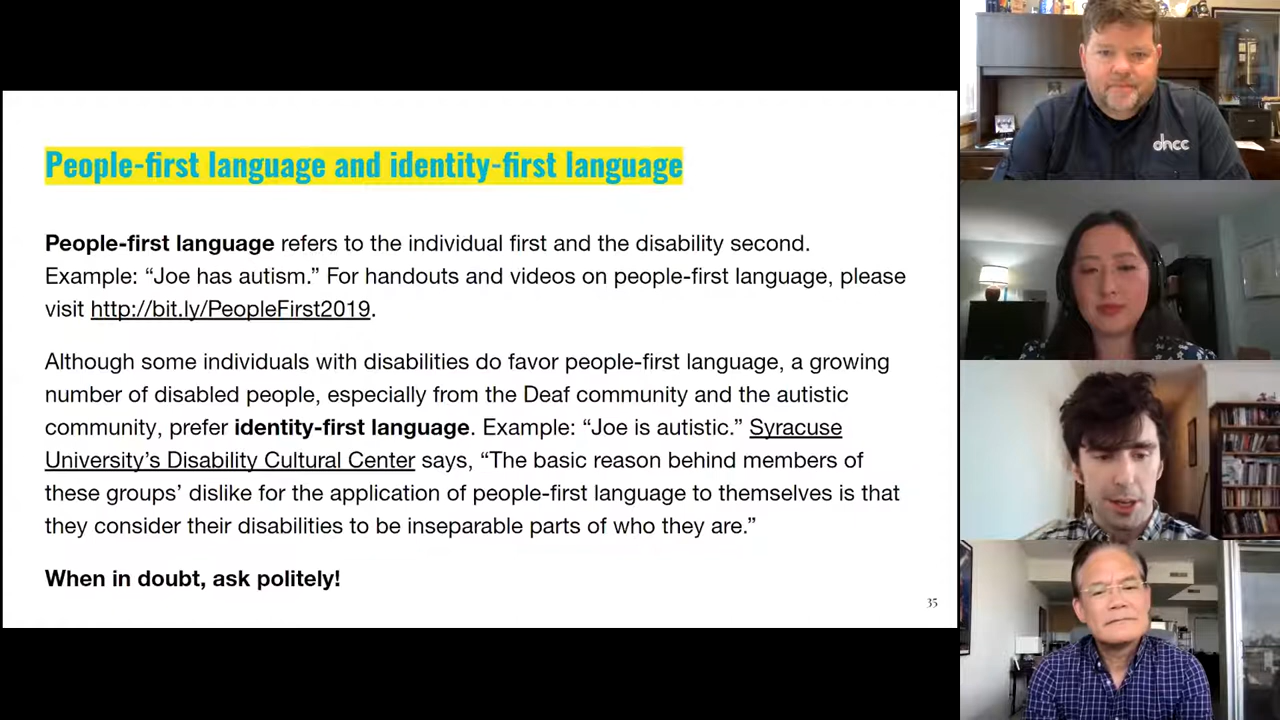 People-first language and identity-first language
People-first language refers to the individual first and the disability second.
Example: “Joe has autism.” For handouts and videos on people-first language, please
visit http://bit.ly/PeopleFirst2019.
Although some individuals with disabilities do favor people-first language, a growing
number of disabled people, especially from the Deaf community and the autistic
community, prefer identity-first language. Example: “Joe is autistic.” Syracuse
University’s Disability Cultural Center says, “The basic reason behind members of
these groups’ dislike for the application of people-first language to themselves is that
they consider their disabilities to be inseparable parts of who they are.”
When in doubt, ask politely!
35
dhcc